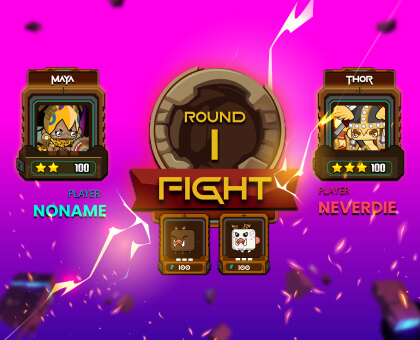 MAYA
100
PLAYER
NONAME
ROUND
1
FIGHT
100
100
THOR
100
PLAYER
NEVERDIE